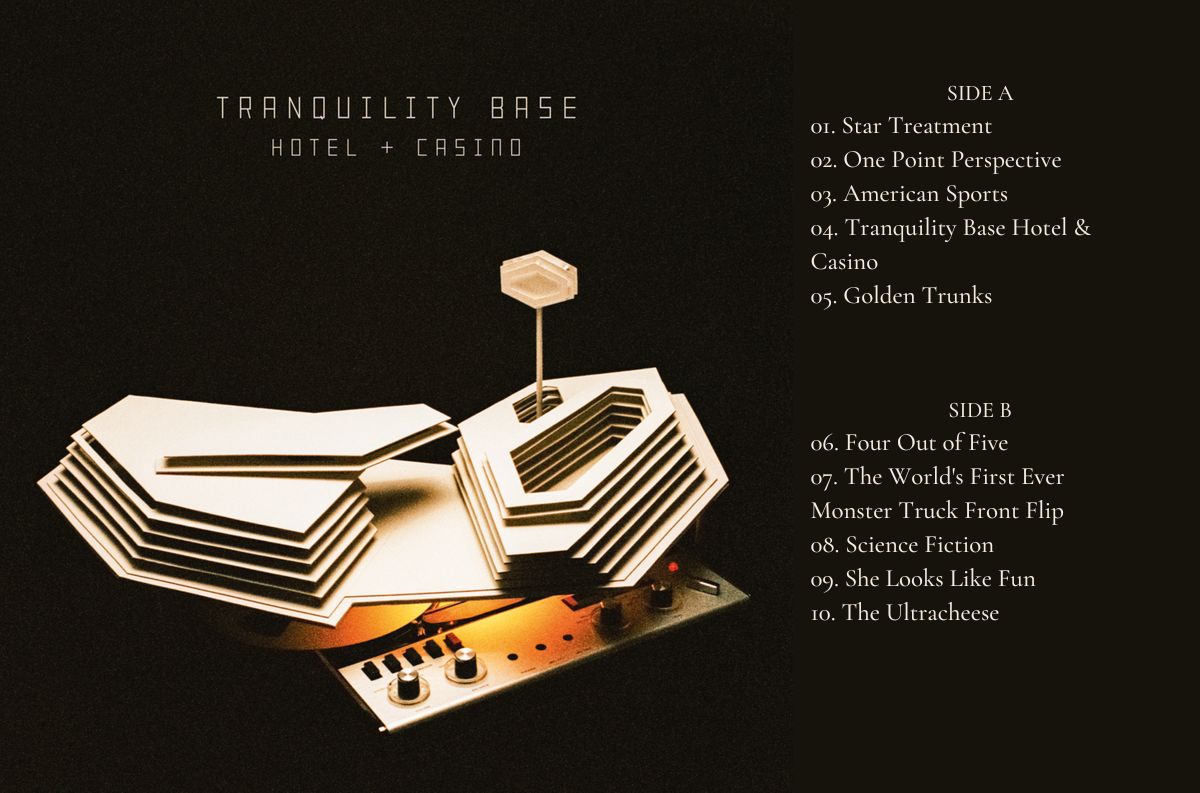 TRANQUILITY BASE
HOTEL + CASINO
SIDE A
01. Star Treatment
02. One Point Perspective
03. American Sports
04. Tranquility Base Hotel &
Casino
05. Golden Trunks
SIDE B
06. Four Out of Five
07. The World's First Ever
Monster Truck Front Flip
08. Science Fiction
09. She Looks Like Fun
10. The Ultracheese